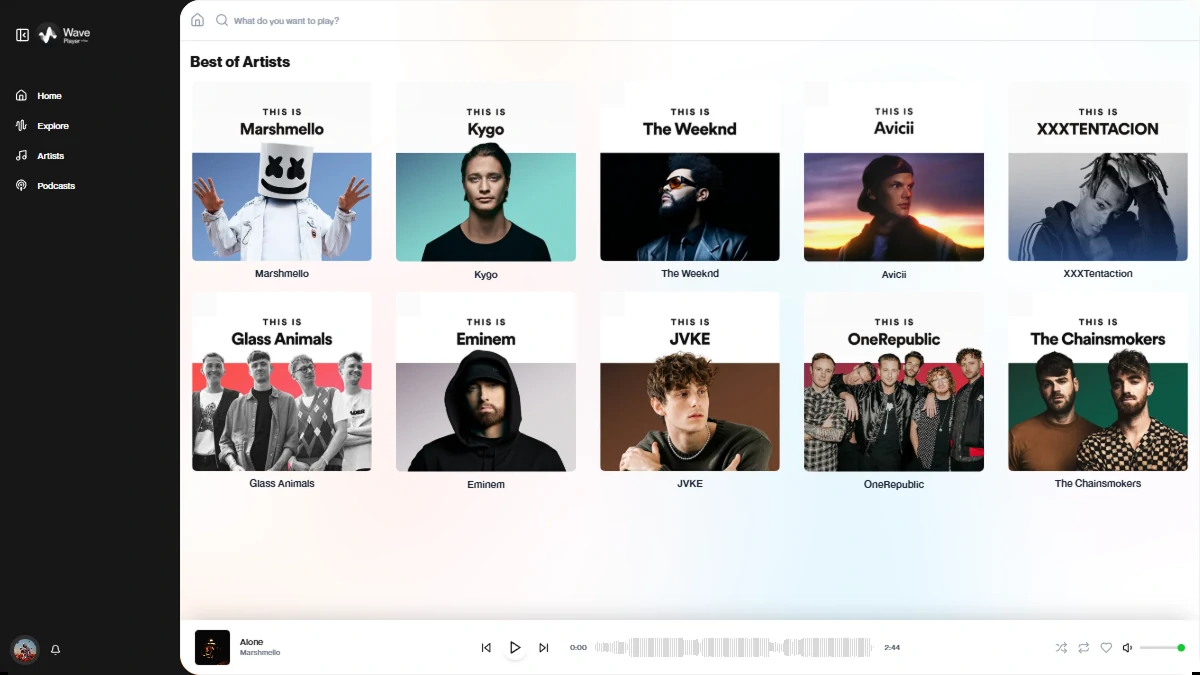 Wave
Player
Home
Explore
Artists
Podcasts
What do you want to play?
Best of Artists
THIS IS
Marshmello
Marshmello
THIS IS
Kygo
Kygo
THIS IS
The Weeknd
The Weeknd
THIS IS
Avicii
Avicii
THIS IS
XXXTENTACION
XXXTentaction
THIS IS
Glass Animals
Glass Animals
THIS IS
Eminem
Eminem
THIS IS
JVKE
JVKE
THIS IS
OneRepublic
OneRepublic
THIS IS
The Chainsmokers
The Chainsmokers
Alone
Marshmello
0:00
2:44